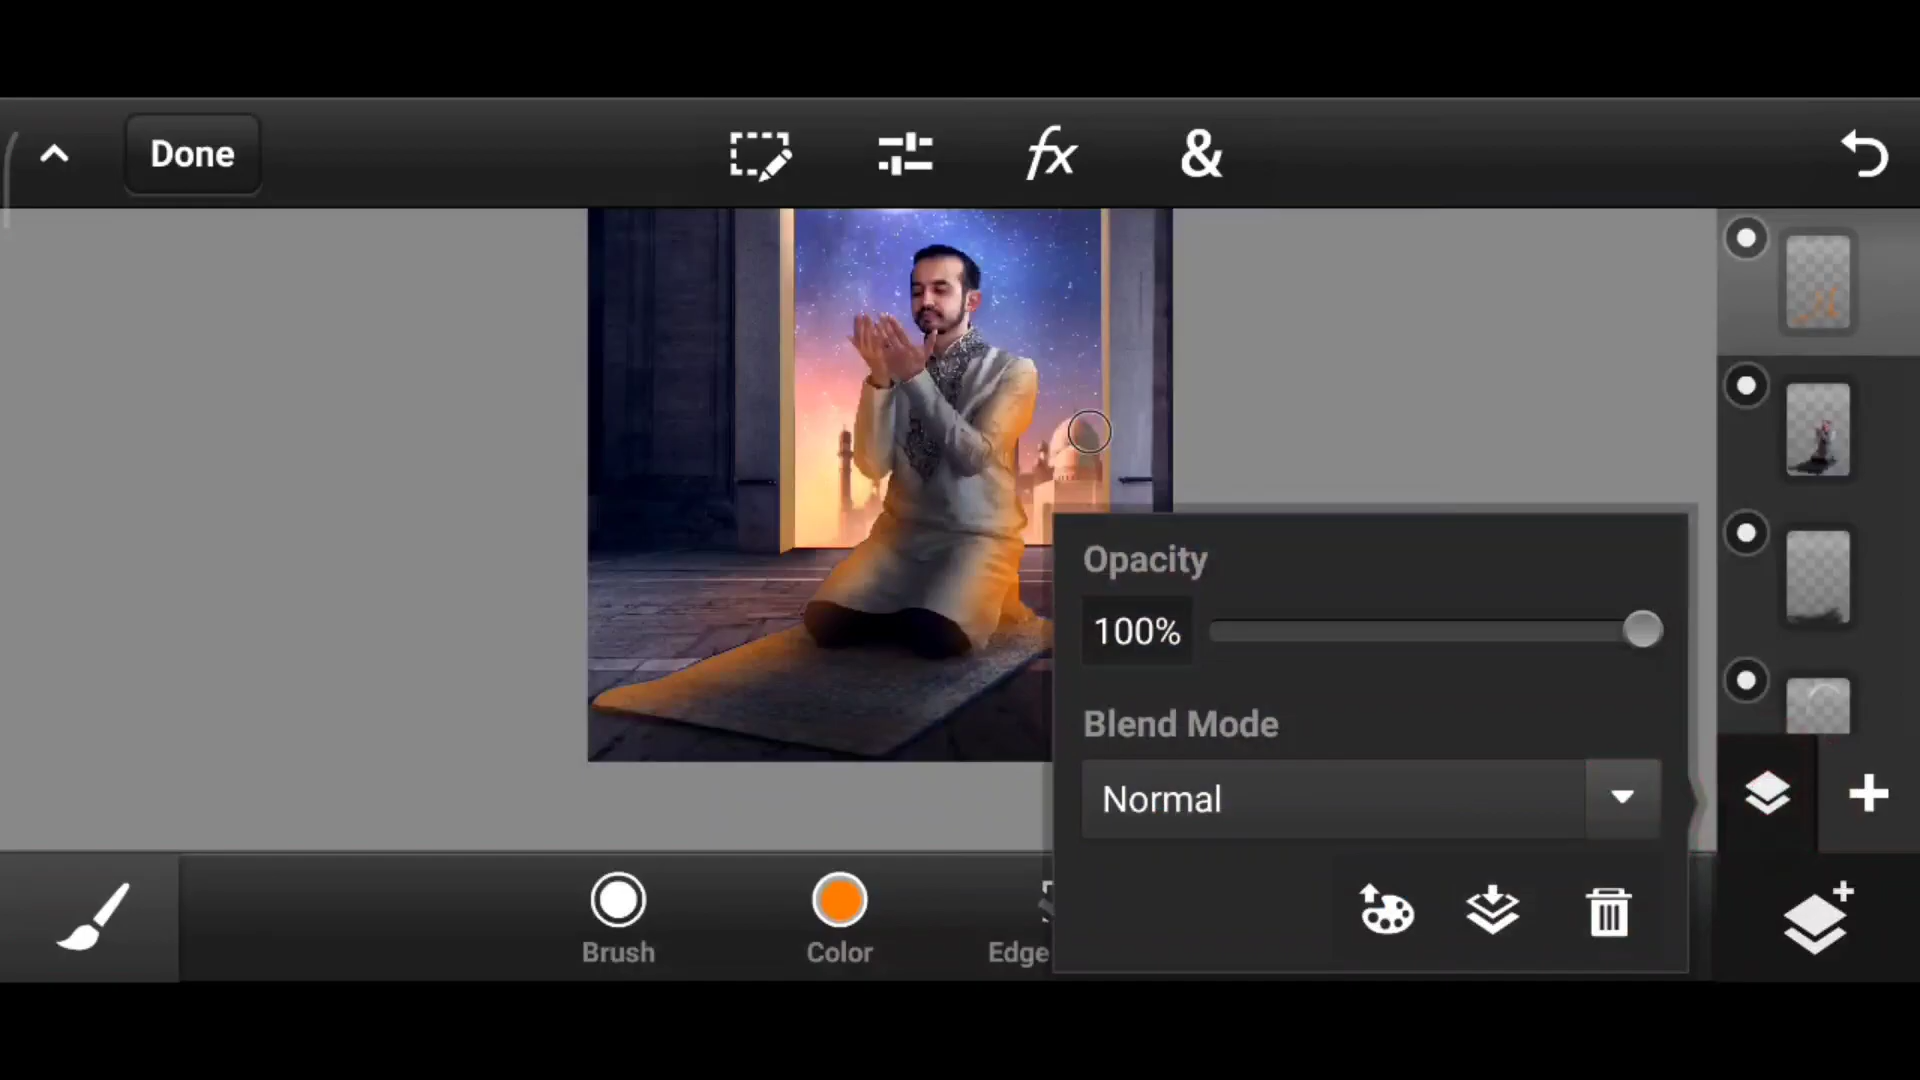 Done
fx
&
Opacity
100%
Blend Mode
Normal
Brush
Color
Edge